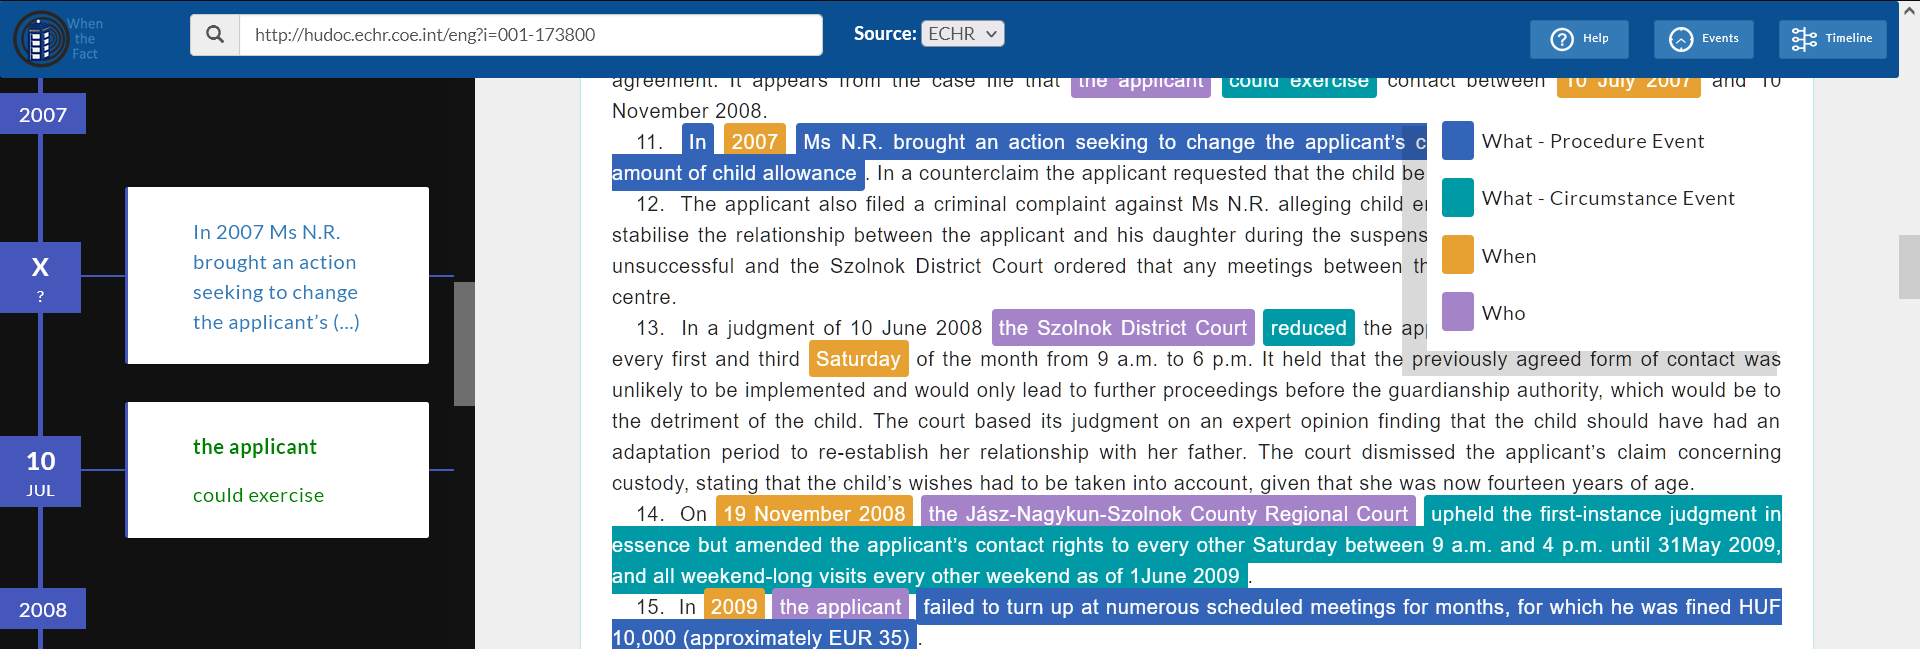 When
the
Fact
http://hudoc.echr.coe.int/eng?i=001-173800
Source: ECHR
Help
Events
Timeline
2007
X
?
In 2007 Ms N.R.
brought an action
seeking to change
the applicant’s (...)
10
JUL
the applicant
could exercise
2008
agreement. It appears from the case file that the applicant could exercise contact between 10 July 2007 and 10
November 2008.
11. In 2007 Ms N.R. brought an action seeking to change the applicant’s c
amount of child allowance . In a counterclaim the applicant requested that the child be
12. The applicant also filed a criminal complaint against Ms N.R. alleging child
stabilise the relationship between the applicant and his daughter during the suspens
unsuccessful and the Szolnok District Court ordered that any meetings between
centre.
13. In a judgment of 10 June 2008 the Szolnok District Court reduced the ap
every first and third Saturday of the month from 9 a.m. to 6 p.m. It held that the previously agreed form of contact was
unlikely to be implemented and would only lead to further proceedings before the guardianship authority, which would be to
the detriment of the child. The court based its judgment on an expert opinion finding that the child should have had an
adaptation period to re-establish her relationship with her father. The court dismissed the applicant’s claim concerning
custody, stating that the child’s wishes had to be taken into account, given that she was now fourteen years of age.
14. On 19 November 2008 the Jász-Nagykun-Szolnok County Regional Court upheld the first-instance judgment in
essence but amended the applicant’s contact rights to every other Saturday between 9 a.m. and 4 p.m. until 31May 2009,
and all weekend-long visits every other weekend as of 1June 2009 .
15. In 2009 the applicant failed to turn up at numerous scheduled meetings for months, for which he was fined HUF
10,000 (approximately EUR 35) .
What - Procedure Event
What - Circumstance Event
When
Who